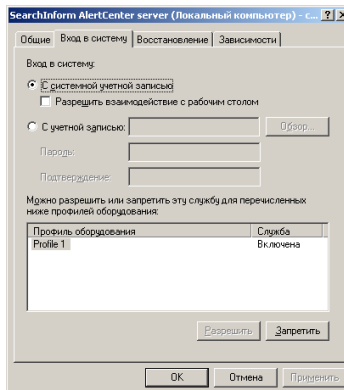 SearchInform AlertCenter server (Локальный компьютер) - с...
Общие Вход в систему Восстановление Зависимости
Вход в систему:
С системной учетной записью
Разрешить взаимодействие с рабочим столом
С учетной записью: Обзор...
Пароль:
Подтверждение:
Можно разрешить или запретить эту службу для перечисленных
ниже профилей оборудования:
Профиль оборудования Служба
Profile 1 Включена
Разрешить Запретить
OK Отмена Применить